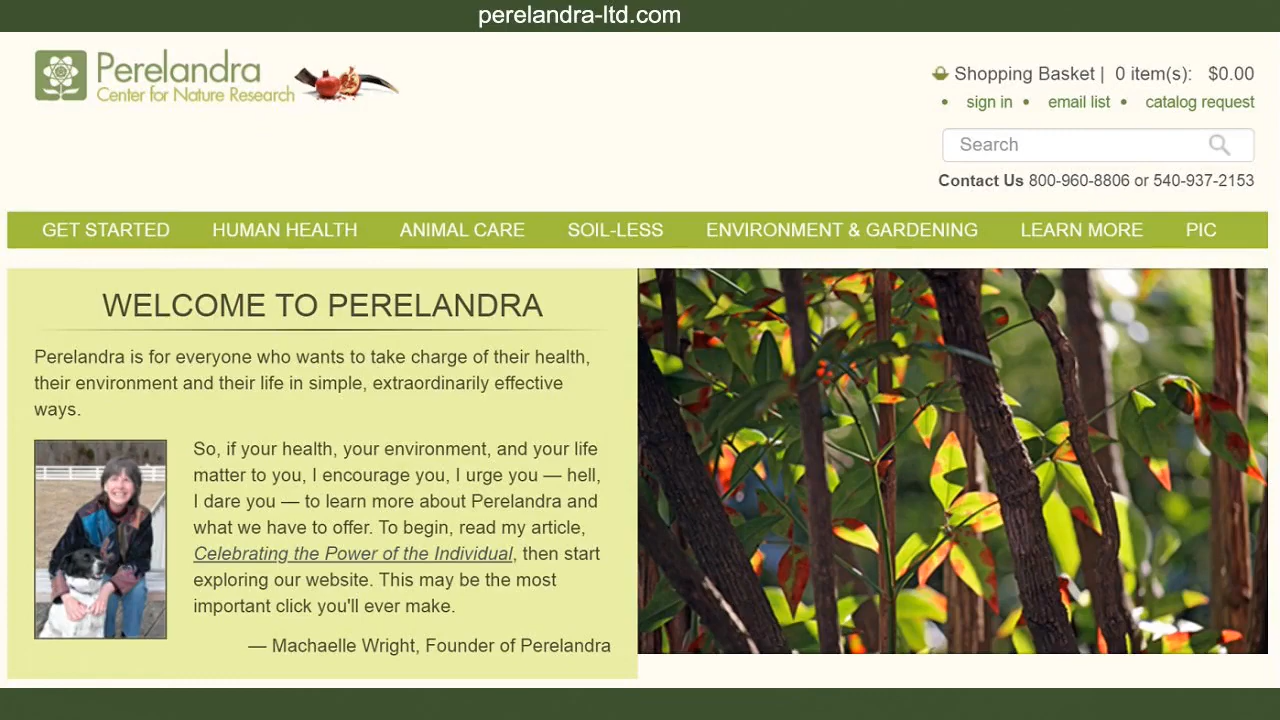 perelandra-ltd.com
Perelandra
Center for Nature Research
Shopping Basket | 0 item(s): $0.00
• sign in • email list • catalog request
Search
Contact Us 800-960-8806 or 540-937-2153
GET STARTED HUMAN HEALTH ANIMAL CARE SOIL-LESS ENVIRONMENT & GARDENING LEARN MORE PIC
WELCOME TO PERELANDRA
Perelandra is for everyone who wants to take charge of their health,
their environment and their life in simple, extraordinarily effective
ways.
So, if your health, your environment, and your life
matter to you, I encourage you, I urge you — hell,
I dare you — to learn more about Perelandra and
what we have to offer. To begin, read my article,
Celebrating the Power of the Individual, then start
exploring our website. This may be the most
important click you'll ever make.
— Machaelle Wright, Founder of Perelandra